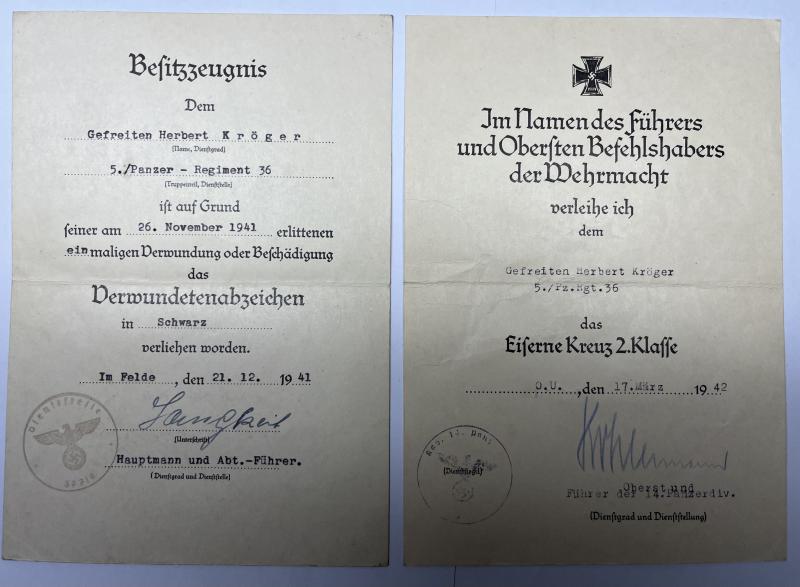 Besitzzeugnis
Dem
Gefreiten Herbert Kröger
(Name, Dienstgrad)
5./Panzer - Regiment 36
(Truppenteil, Dienststelle)
ist auf Grund
seiner am 26. November 1941 erlittenen
einmaligen Verwundung oder Beschädigung
das
Verwundetenabzeichen
in Schwarz
verliehen worden.
Im Felde, den 21. 12. 1941
(Unterschrift)
Hauptmann und Abt.-Führer.
(Dienstgrad und Dienststelle)
Dienststelle
Im Namen des Führers
und Obersten Befehlshabers
der Wehrmacht
verleihe ich
dem
Gefreiten Herbert Kröger
5./Pz.Rgt.36
das
Eiserne Kreuz 2. Klasse
O.U., den 17.März 1942
(Dienstsiegel)
Oberst und
Führer der 14.Panzerdiv.
(Dienstgrad und Dienststellung)